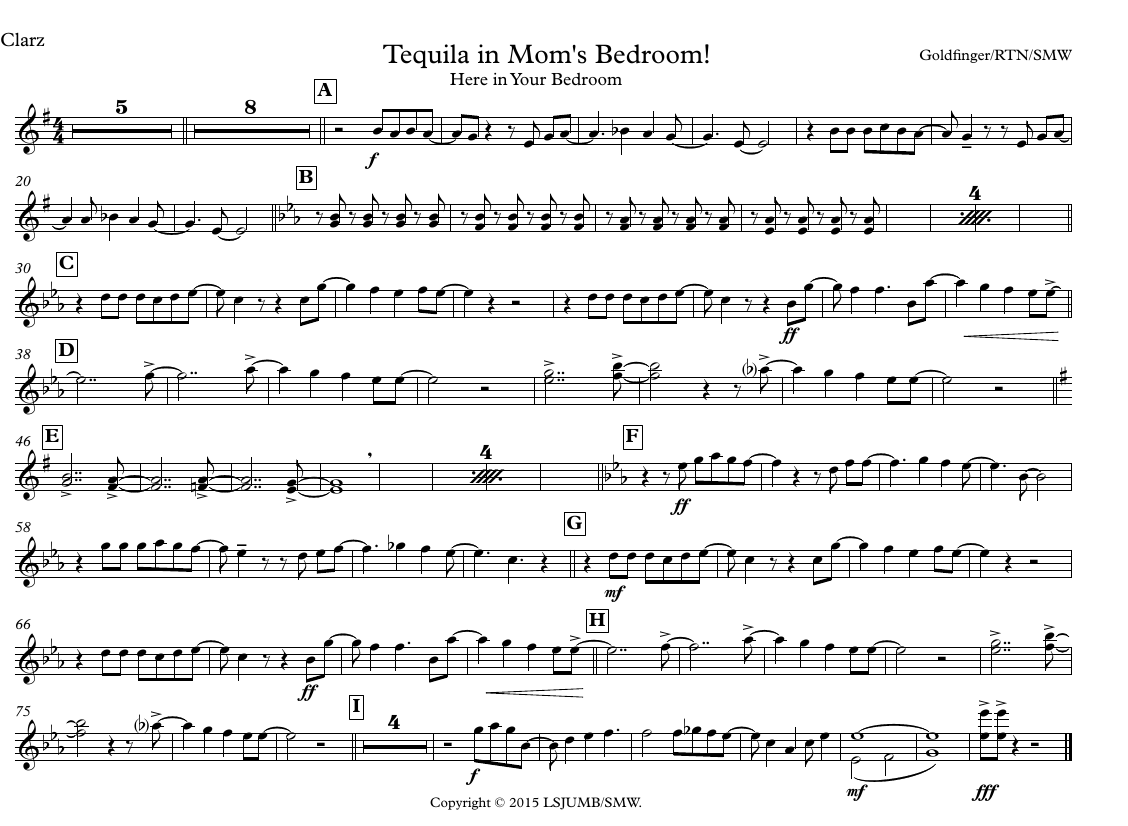 Clarz
Tequila in Mom's Bedroom!
Here in Your Bedroom
Goldfinger/RTN/SMW
5 8 A
f
20 B 4
30 C
ff
38 D
46 E 4 F
ff
58 G
mf
66 H
ff
75 I 4
f mf fff
Copyright © 2015 LSJUMB/SMW.